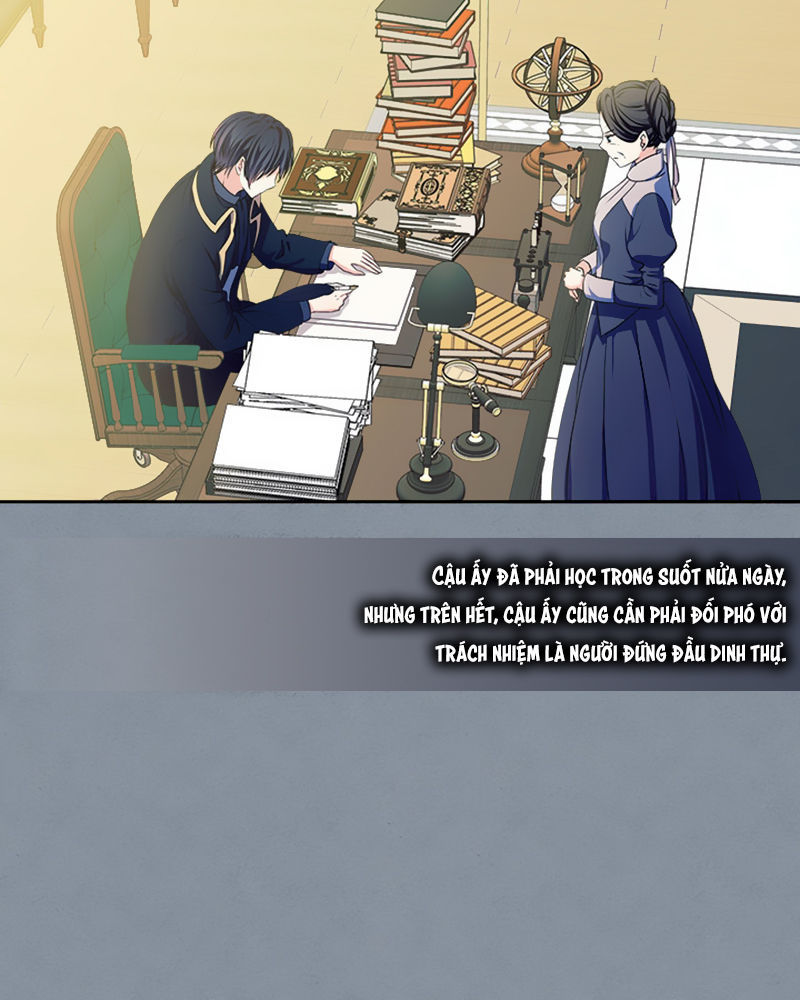 CẬU ẤY ĐÃ PHẢI HỌC TRONG SUỐT NỬA NGÀY,
NHƯNG TRÊN HẾT, CẬU ẤY CŨNG CẦN PHẢI ĐỐI PHÓ VỚI
TRÁCH NHIỆM LÀ NGƯỜI ĐỨNG ĐẦU DINH THỰ.